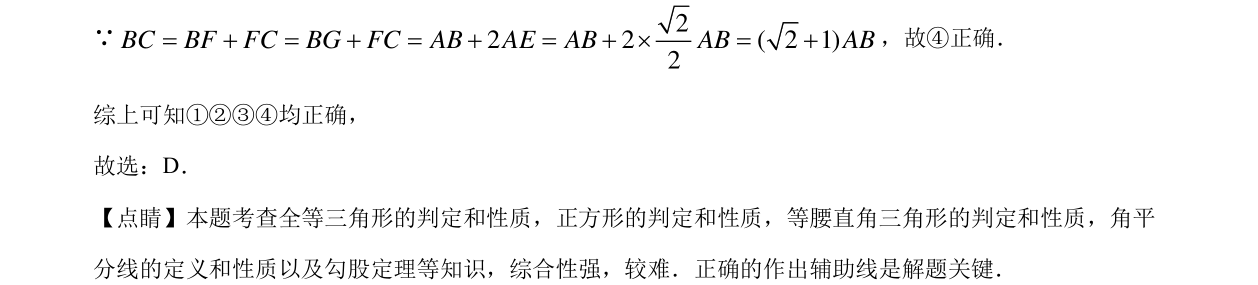 ∵ BC = BF + FC = BG + FC = AB + 2AE = AB + 2×\frac{\sqrt{2}}{2} AB = (\sqrt{2}+1)AB，故④正确．
综上可知①②③④均正确，
故选：D．
【点睛】本题考查全等三角形的判定和性质，正方形的判定和性质，等腰直角三角形的判定和性质，角平
分线的定义和性质以及勾股定理等知识，综合性强，较难．正确的作出辅助线是解题关键．